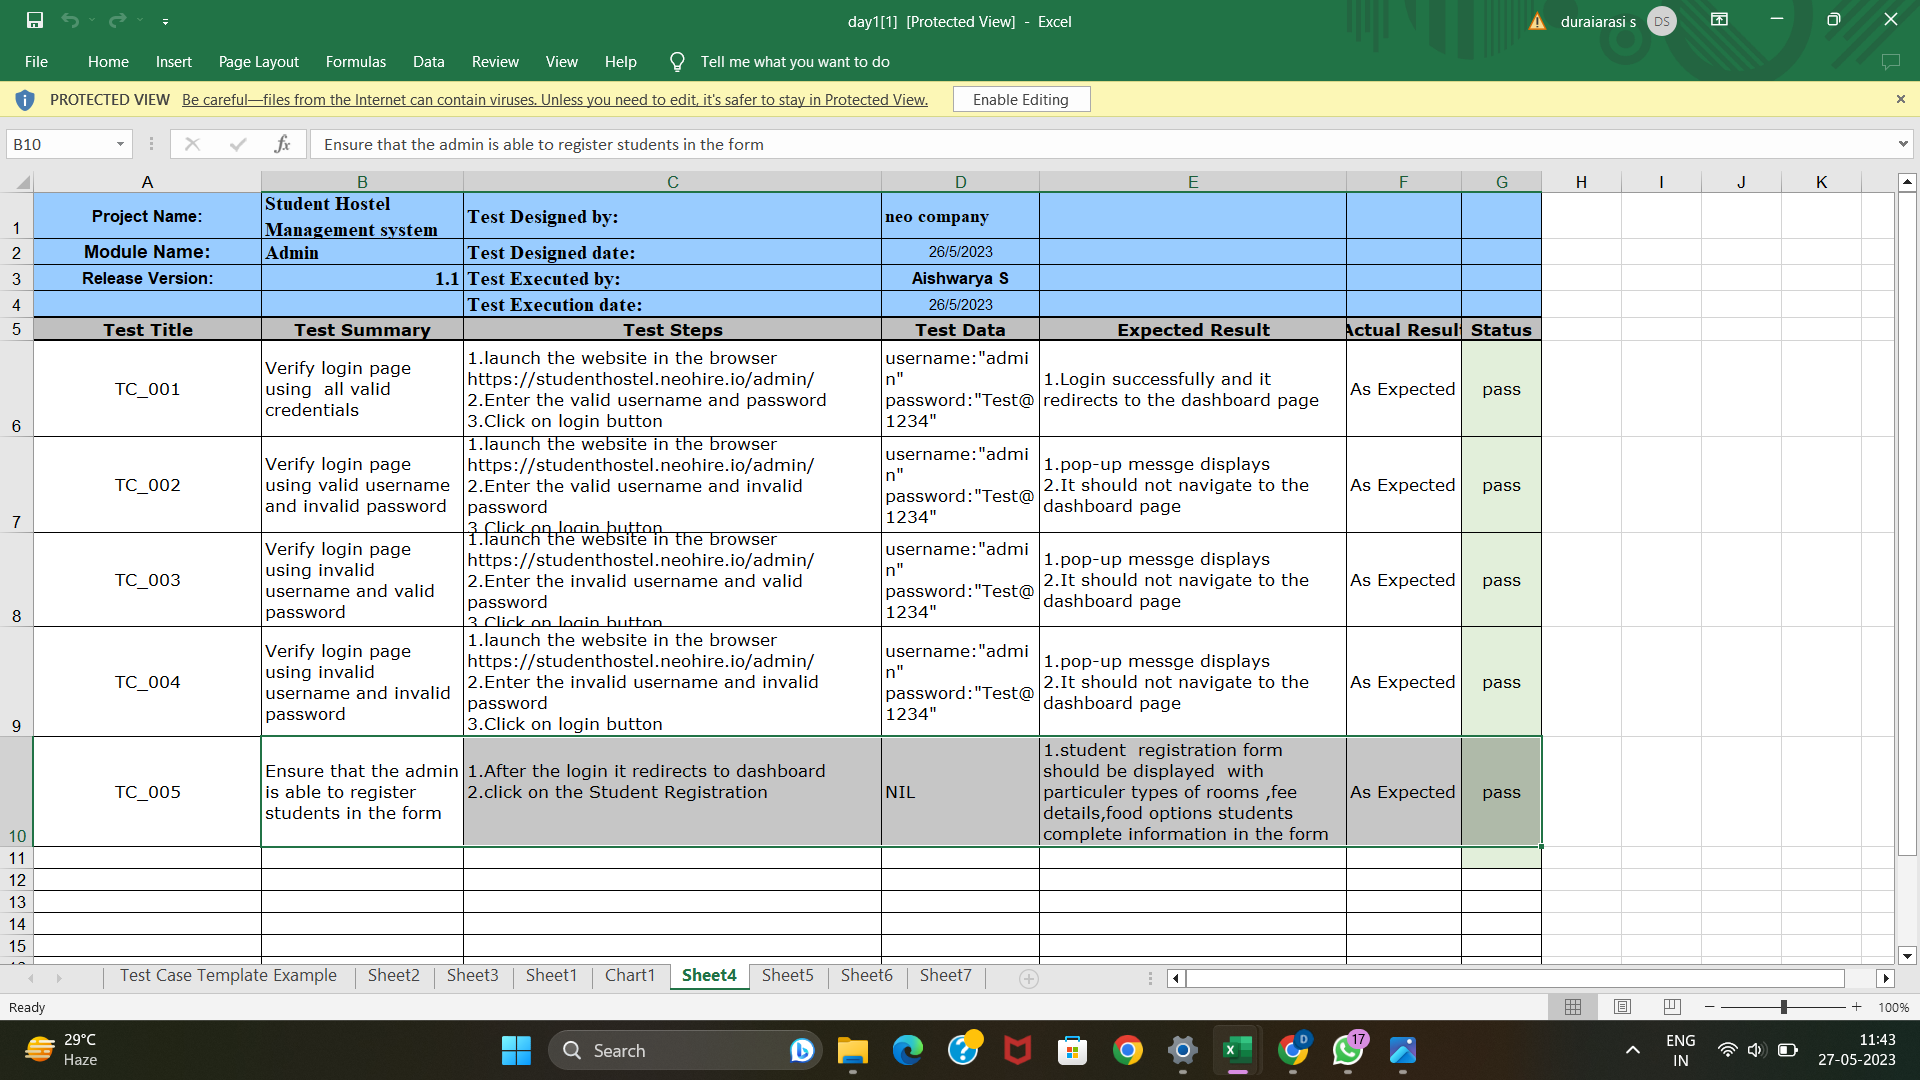 day1[1] [Protected View] - Excel
duraiarasi s
DS
File Home Insert Page Layout Formulas Data Review View Help Tell me what you want to do
PROTECTED VIEW Be careful—files from the Internet can contain viruses. Unless you need to edit, it's safer to stay in Protected View. Enable Editing
B10 fx Ensure that the admin is able to register students in the form
A B C D E F G H I J K
1
Project Name:
Student Hostel
Management system
Test Designed by:
neo company
2 Module Name: Admin Test Designed date: 26/5/2023
3 Release Version: 1.1 Test Executed by: Aishwarya S
4 Test Execution date: 26/5/2023
5 Test Title Test Summary Test Steps Test Data Expected Result Actual Result Status
6
TC_001
Verify login page
using all valid
credentials
1.launch the website in the browser
https://studenthostel.neohire.io/admin/
2.Enter the valid username and password
3.Click on login button
username:"admi
n"
password:"Test@
1234"
1.Login successfully and it
redirects to the dashboard page
As Expected
pass
7
TC_002
Verify login page
using valid username
and invalid password
1.launch the website in the browser
https://studenthostel.neohire.io/admin/
2.Enter the valid username and invalid
password
3.Click on login button
username:"admi
n"
password:"Test@
1234"
1.pop-up messge displays
2.It should not navigate to the
dashboard page
As Expected
pass
8
TC_003
Verify login page
using invalid
username and valid
password
1.launch the website in the browser
https://studenthostel.neohire.io/admin/
2.Enter the invalid username and valid
password
3.Click on login button
username:"admi
n"
password:"Test@
1234"
1.pop-up messge displays
2.It should not navigate to the
dashboard page
As Expected
pass
9
TC_004
Verify login page
using invalid
username and invalid
password
1.launch the website in the browser
https://studenthostel.neohire.io/admin/
2.Enter the invalid username and invalid
password
3.Click on login button
username:"admi
n"
password:"Test@
1234"
1.pop-up messge displays
2.It should not navigate to the
dashboard page
As Expected
pass
10
TC_005
Ensure that the admin
is able to register
students in the form
1.After the login it redirects to dashboard
2.click on the Student Registration
NIL
1.student registration form
should be displayed with
particuler types of rooms ,fee
details,food options students
complete information in the form
As Expected
pass
11
12
13
14
15
Test Case Template Example Sheet2 Sheet3 Sheet1 Chart1 Sheet4 Sheet5 Sheet6 Sheet7
Ready
100%
29°C
Haze
Search
D
17
ENG
IN
11:43
27-05-2023